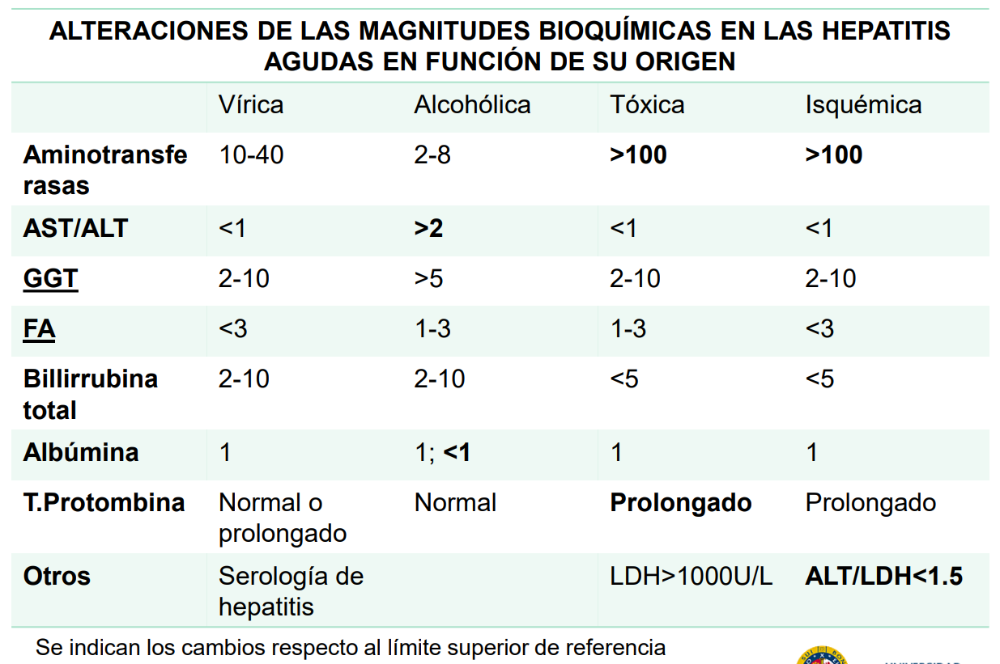 ALTERACIONES DE LAS MAGNITUDES BIOQUÍMICAS EN LAS HEPATITIS
AGUDAS EN FUNCIÓN DE SU ORIGEN
Vírica Alcohólica Tóxica Isquémica
Aminotransfe 10-40 2-8 >100 >100
rasas
AST/ALT <1 >2 <1 <1
GGT 2-10 >5 2-10 2-10
FA <3 1-3 1-3 <3
Billirrubina 2-10 2-10 <5 <5
total
Albúmina 1 1; <1 1 1
T.Protombina Normal o Normal Prolongado Prolongado
prolongado
Otros Serología de LDH>1000U/L ALT/LDH<1.5
hepatitis
Se indican los cambios respecto al límite superior de referencia